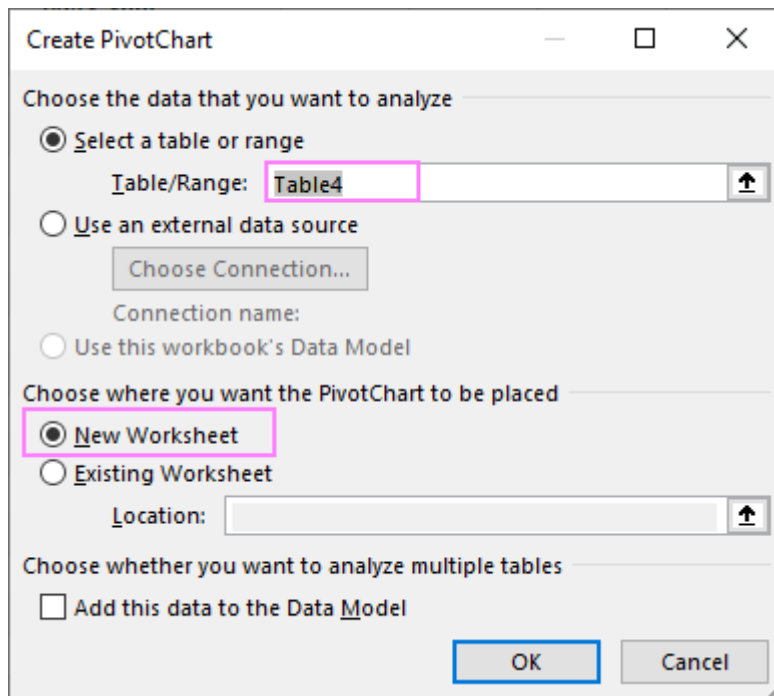 Create PivotChart
Choose the data that you want to analyze
Select a table or range
Table/Range: Table4
Use an external data source
Choose Connection...
Connection name:
Use this workbook's Data Model
Choose where you want the PivotChart to be placed
New Worksheet
Existing Worksheet
Location:
Choose whether you want to analyze multiple tables
Add this data to the Data Model
OK Cancel